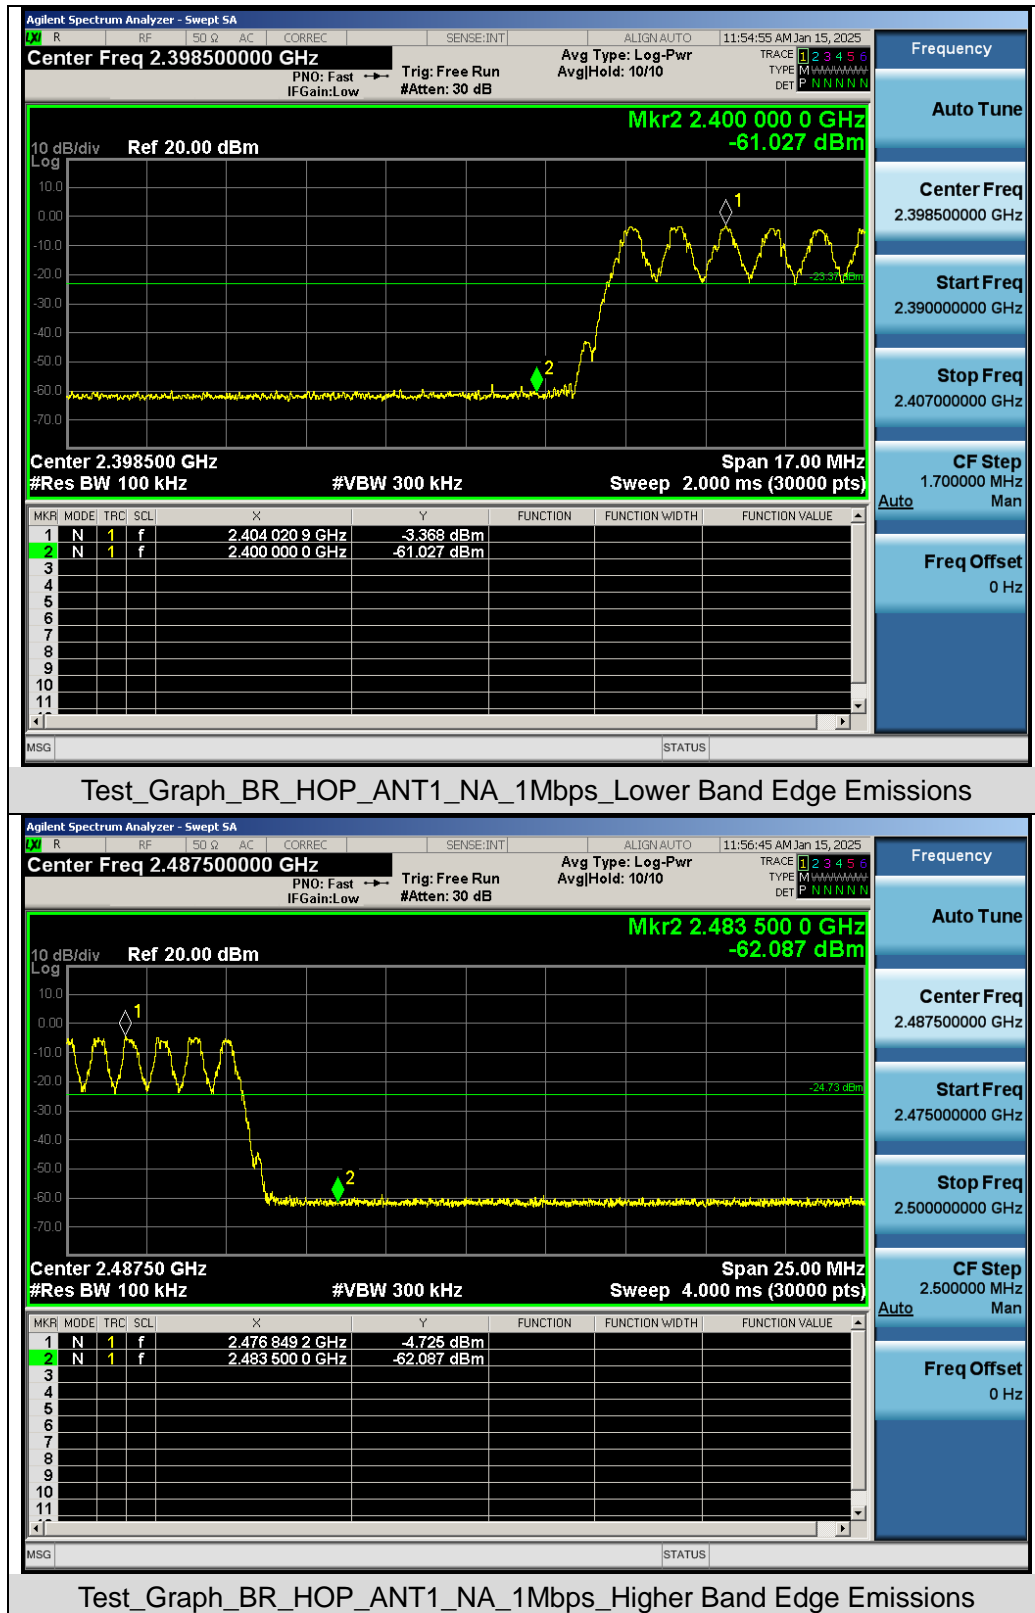 Agilent Spectrum Analyzer - Swept SA
LXI R RF 50 Ω AC CORREC SENSE:INT ALIGN AUTO 11:54:55 AM Jan 15, 2025
Center Freq 2.398500000 GHz
PNO: Fast
IFGain:Low
Trig: Free Run
#Atten: 30 dB
Avg Type: Log-Pwr
Avg|Hold: 10/10
TRACE 1 2 3 4 5 6
TYPE M
DET P N N N N N
Mkr2 2.400 000 0 GHz
-61.027 dBm
10 dB/div Ref 20.00 dBm
Log
10.0
0.00
-10.0
-20.0
-30.0
-40.0
-50.0
-60.0
-70.0
1
2
-23.37 dBm
Center 2.398500 GHz Span 17.00 MHz
#Res BW 100 kHz #VBW 300 kHz Sweep 2.000 ms (30000 pts)
MKR MODE TRC SCL X Y FUNCTION FUNCTION WIDTH FUNCTION VALUE
1 N 1 f 2.404 020 9 GHz -3.368 dBm
2 N 1 f 2.400 000 0 GHz -61.027 dBm
3
4
5
6
7
8
9
10
11
MSG STATUS
Frequency
Auto Tune
Center Freq
2.398500000 GHz
Start Freq
2.390000000 GHz
Stop Freq
2.407000000 GHz
CF Step
1.700000 MHz
Auto Man
Freq Offset
0 Hz
Test_Graph_BR_HOP_ANT1_NA_1Mbps_Lower Band Edge Emissions
Agilent Spectrum Analyzer - Swept SA
LXI R RF 50 Ω AC CORREC SENSE:INT ALIGN AUTO 11:56:45 AM Jan 15, 2025
Center Freq 2.487500000 GHz
PNO: Fast
IFGain:Low
Trig: Free Run
#Atten: 30 dB
Avg Type: Log-Pwr
Avg|Hold: 10/10
TRACE 1 2 3 4 5 6
TYPE M
DET P N N N N N
Mkr2 2.483 500 0 GHz
-62.087 dBm
10 dB/div Ref 20.00 dBm
Log
10.0
0.00
-10.0
-20.0
-30.0
-40.0
-50.0
-60.0
-70.0
1
2
-24.73 dBm
Center 2.48750 GHz Span 25.00 MHz
#Res BW 100 kHz #VBW 300 kHz Sweep 4.000 ms (30000 pts)
MKR MODE TRC SCL X Y FUNCTION FUNCTION WIDTH FUNCTION VALUE
1 N 1 f 2.476 849 2 GHz -4.725 dBm
2 N 1 f 2.483 500 0 GHz -62.087 dBm
3
4
5
6
7
8
9
10
11
MSG STATUS
Frequency
Auto Tune
Center Freq
2.487500000 GHz
Start Freq
2.475000000 GHz
Stop Freq
2.500000000 GHz
CF Step
2.500000 MHz
Auto Man
Freq Offset
0 Hz
Test_Graph_BR_HOP_ANT1_NA_1Mbps_Higher Band Edge Emissions